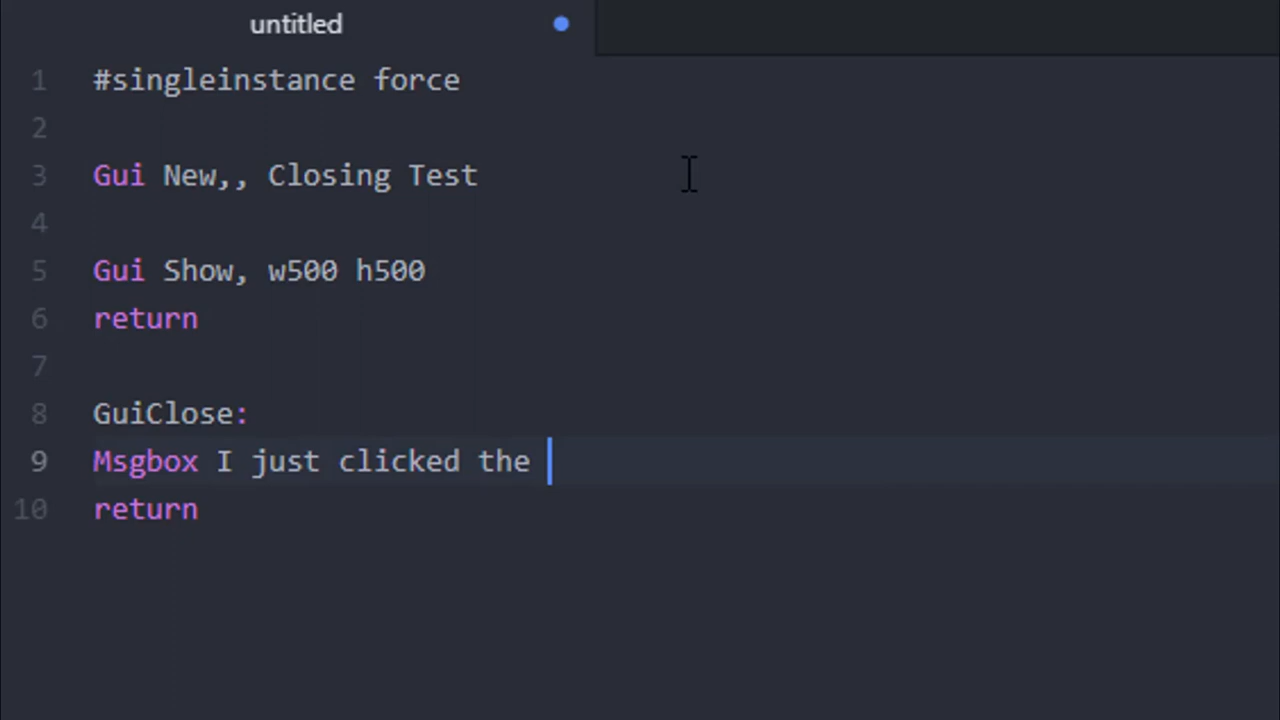 untitled
1 #singleinstance force
2
3 Gui New,, Closing Test
4
5 Gui Show, w500 h500
6 return
7
8 GuiClose:
9 Msgbox I just clicked the
10 return